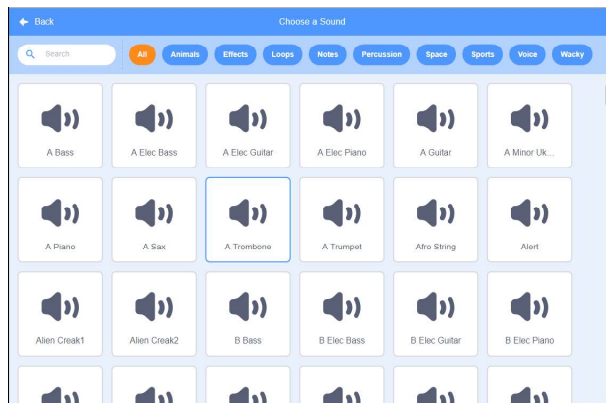 Back Choose a Sound
Search All Animals Effects Loops Notes Percussion Space Sports Voice Wacky
A Bass A Elec Bass A Elec Guitar A Elec Piano A Guitar A Minor Uk...
A Piano A Sax A Trombone A Trumpet Afro String Alert
Alien Creak1 Alien Creak2 B Bass B Elec Bass B Elec Guitar B Elec Piano